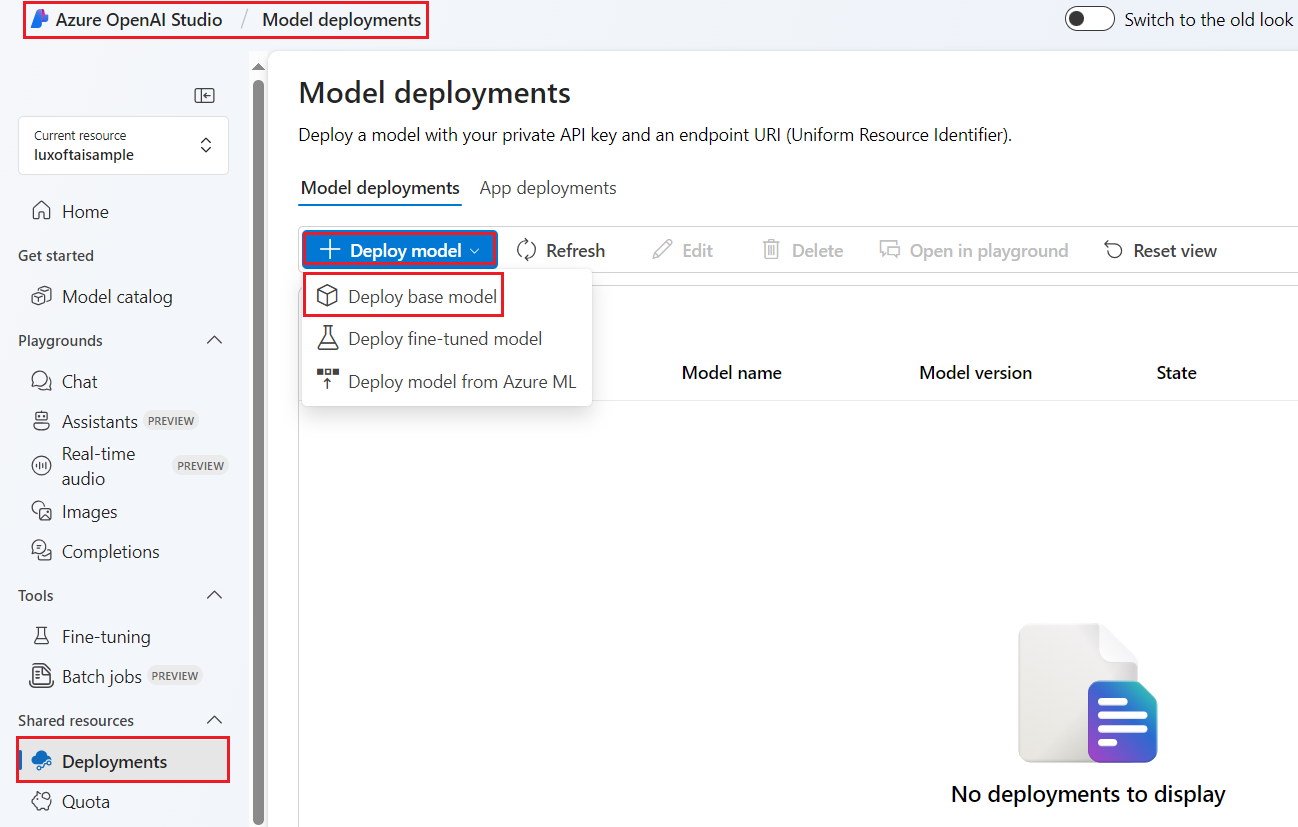 Azure OpenAI Studio / Model deployments
Switch to the old look
Current resource
luxoftaisample
Home
Get started
Model catalog
Playgrounds
Chat
Assistants PREVIEW
Real-time
audio PREVIEW
Images
Completions
Tools
Fine-tuning
Batch jobs PREVIEW
Shared resources
Deployments
Quota
Model deployments
Deploy a model with your private API key and an endpoint URI (Uniform Resource Identifier).
Model deployments App deployments
Deploy model Refresh Edit Delete Open in playground Reset view
Deploy base model
Deploy fine-tuned model
Deploy model from Azure ML
Model name Model version State
No deployments to display